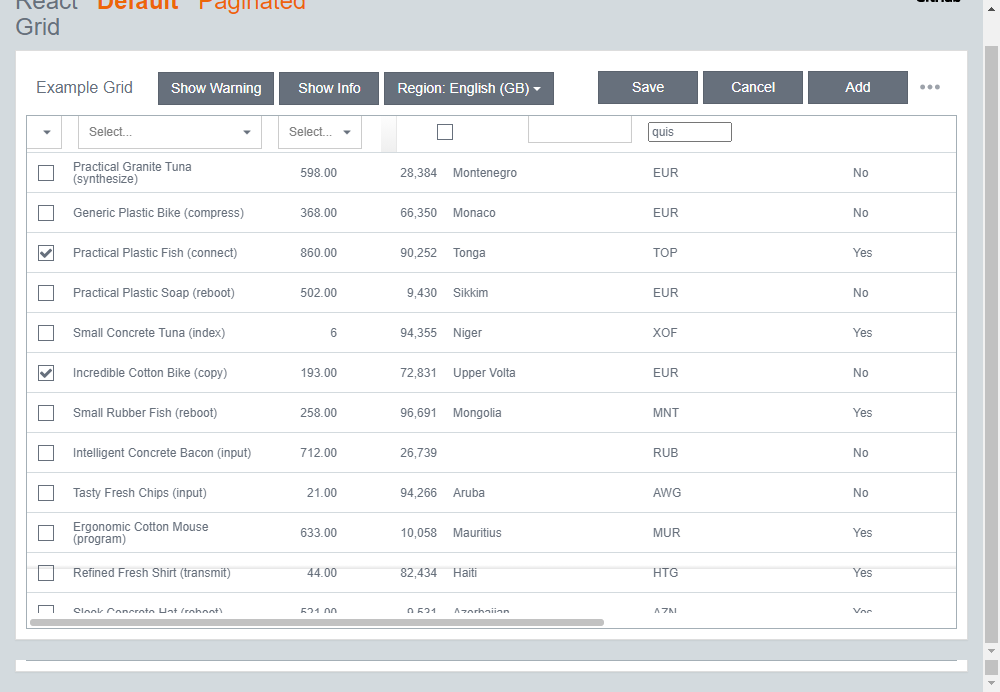 React Default Paginated
GitHub
Grid
Example Grid Show Warning Show Info Region: English (GB) Save Cancel Add
Select... Select... quis
Practical Granite Tuna
(synthesize) 598.00 28,384 Montenegro EUR No
Generic Plastic Bike (compress) 368.00 66,350 Monaco EUR No
Practical Plastic Fish (connect) 860.00 90,252 Tonga TOP Yes
Practical Plastic Soap (reboot) 502.00 9,430 Sikkim EUR No
Small Concrete Tuna (index) 6 94,355 Niger XOF Yes
Incredible Cotton Bike (copy) 193.00 72,831 Upper Volta EUR No
Small Rubber Fish (reboot) 258.00 96,691 Mongolia MNT Yes
Intelligent Concrete Bacon (input) 712.00 26,739 RUB No
Tasty Fresh Chips (input) 21.00 94,266 Aruba AWG No
Ergonomic Cotton Mouse
(program) 633.00 10,058 Mauritius MUR Yes
Refined Fresh Shirt (transmit) 44.00 82,434 Haiti HTG Yes
Sleek Concrete Hat (reboot) 521.00 9,531 Azerbaijan AZN Yes